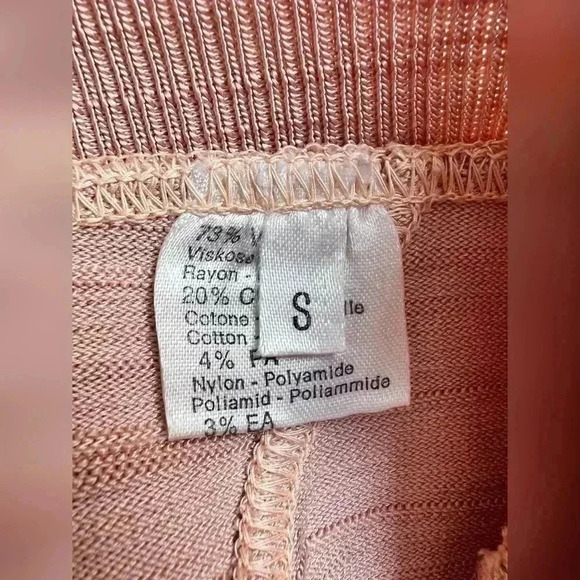 73% V
Viskose
Rayon -
20% C
Cotone lle
Cotton -
S
4% PA
Nylon - Polyamide
Poliamid - Poliammide
3% EA